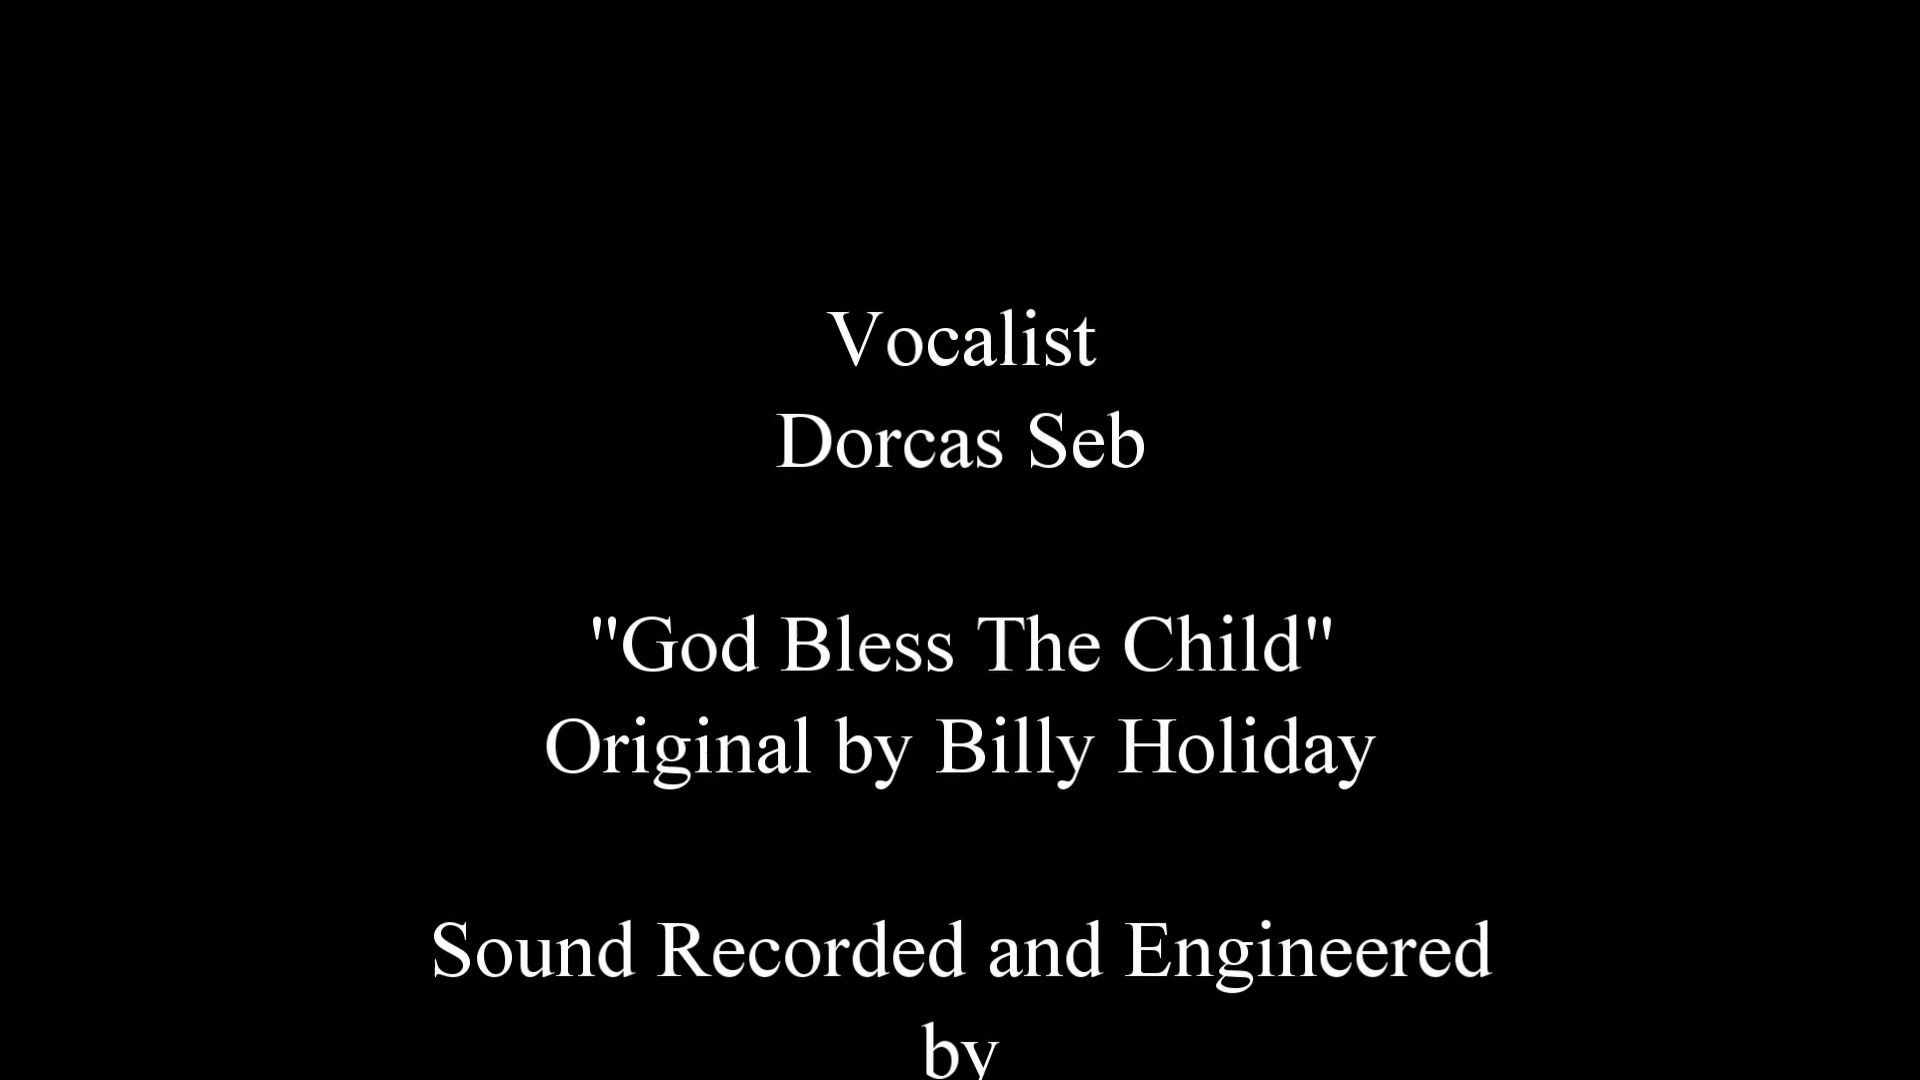 Vocalist
Dorcas Seb
"God Bless The Child"
Original by Billy Holiday
Sound Recorded and Engineered
by